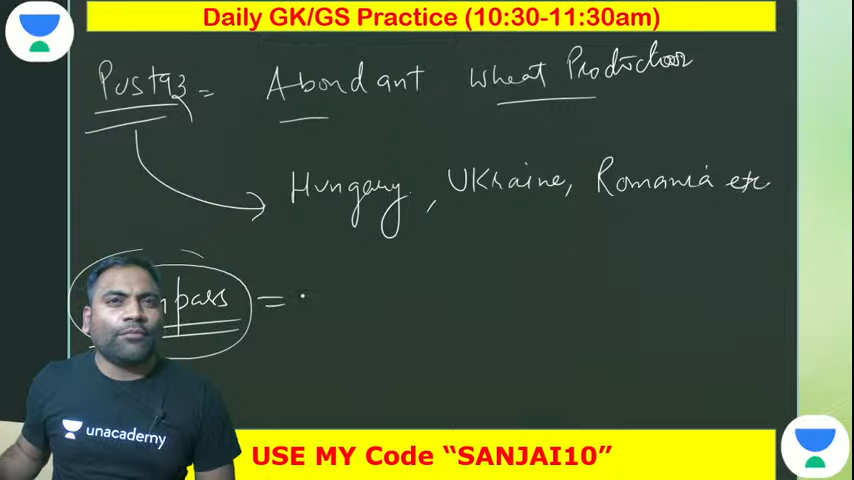 Daily GK/GS Practice (10:30-11:30am)
Pustaz = Abondant Wheat Production
Hungary, Ukraine, Romania etc
pass =
unacademy
USE MY Code “SANJAI10”